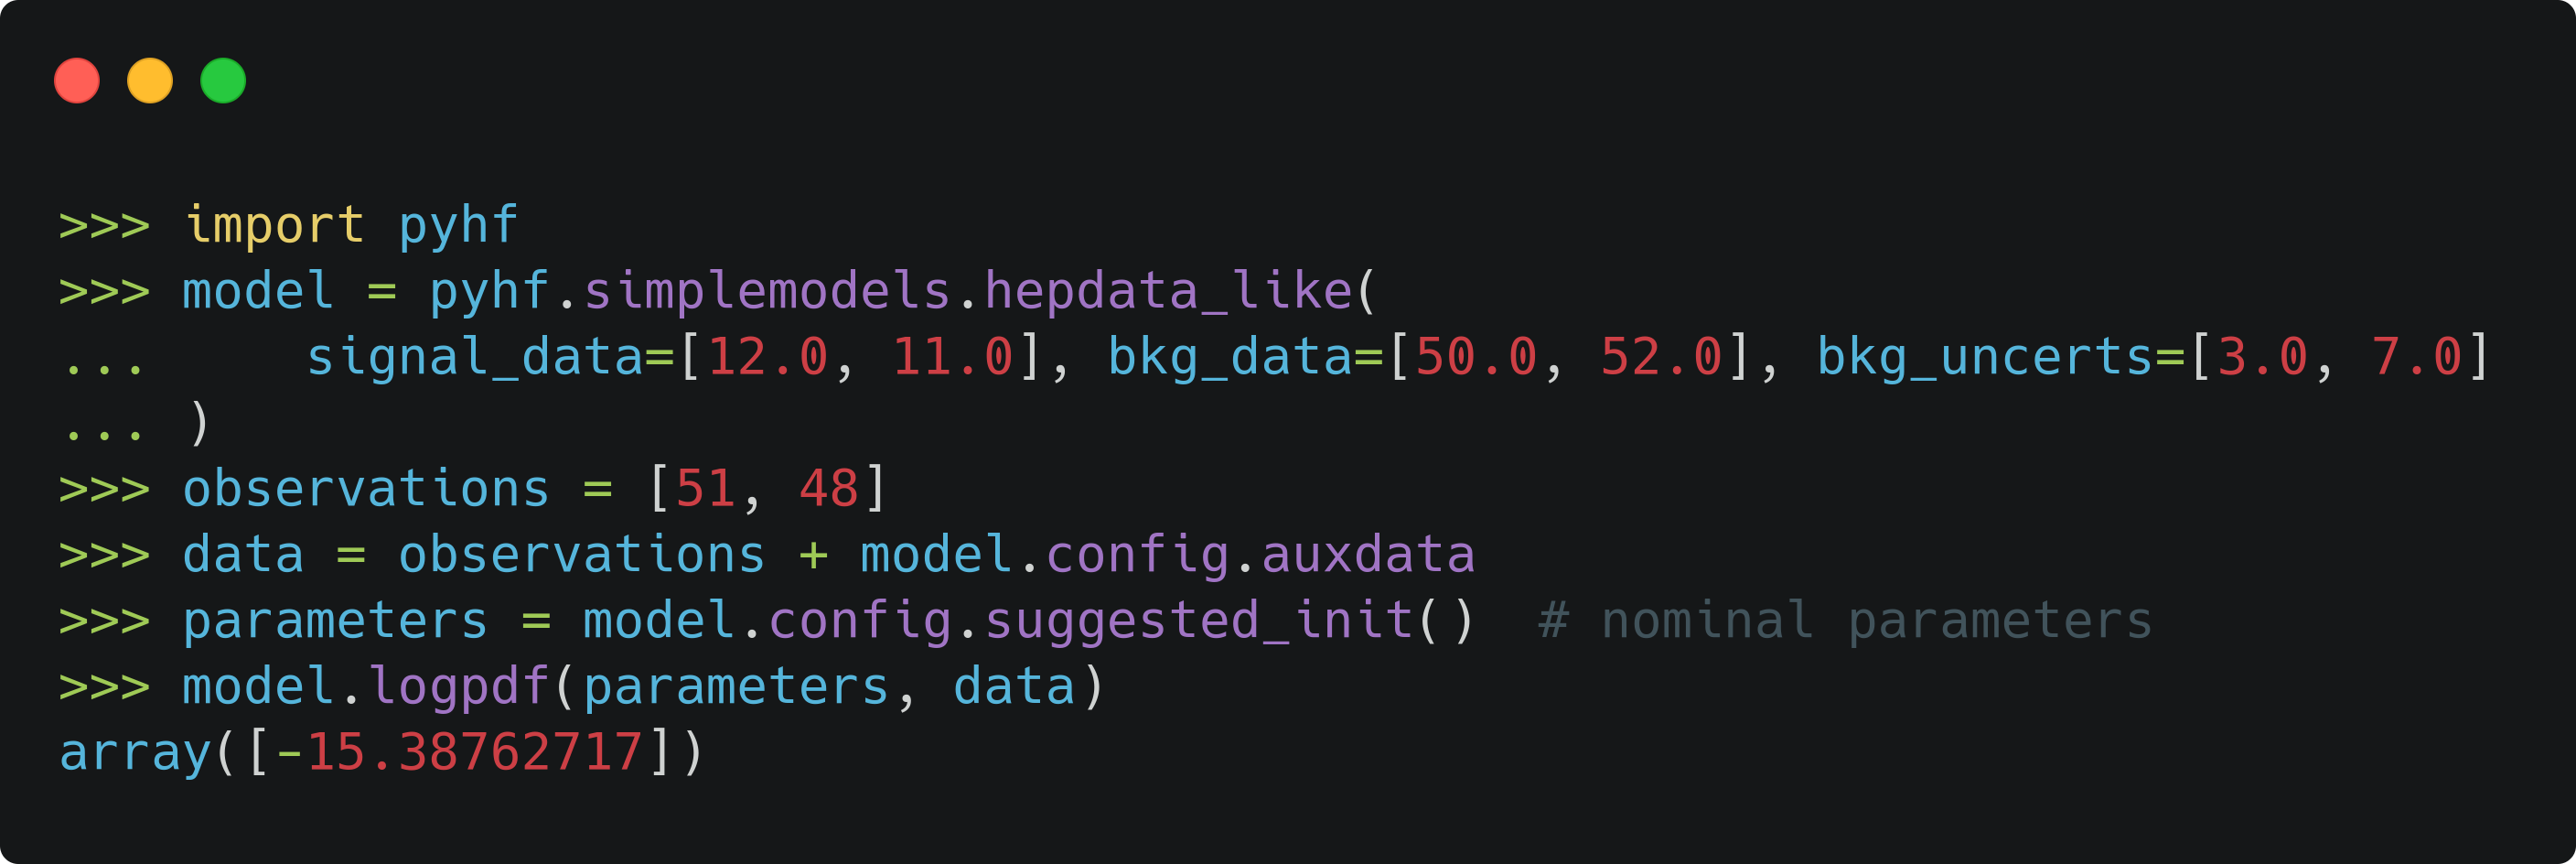 >>> import pyhf
>>> model = pyhf.simplemodels.hepdata_like(
...     signal_data=[12.0, 11.0], bkg_data=[50.0, 52.0], bkg_uncerts=[3.0, 7.0]
... )
>>> observations = [51, 48]
>>> data = observations + model.config.auxdata
>>> parameters = model.config.suggested_init()  # nominal parameters
>>> model.logpdf(parameters, data)
array([-15.38762717])